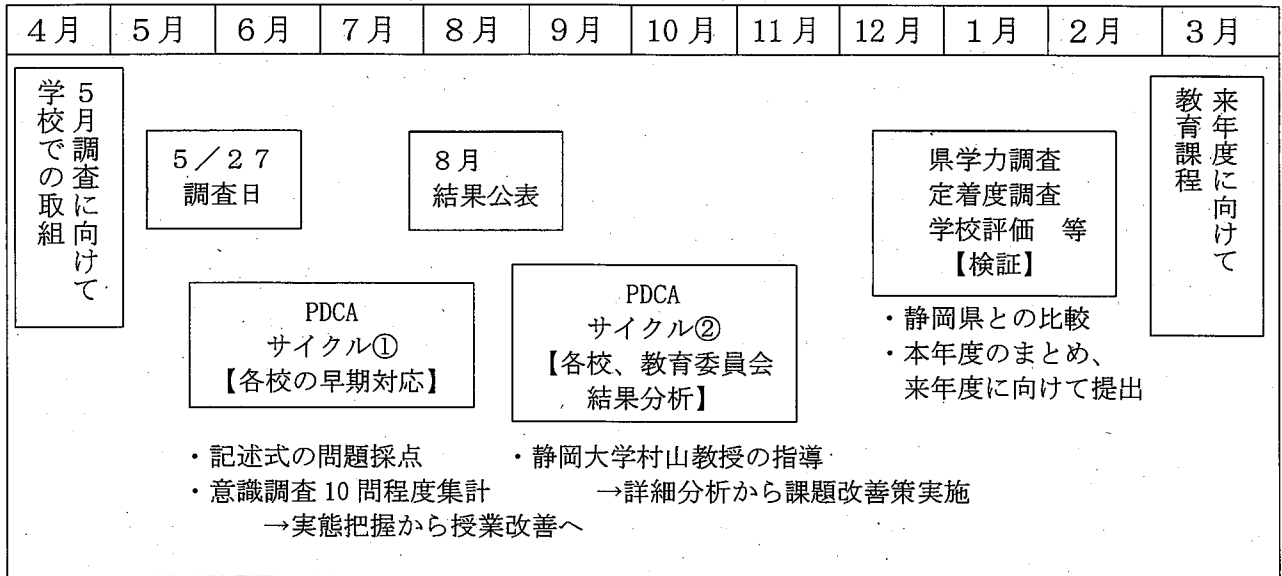 4月 5月 6月 7月 8月 9月 10月 11月 12月 1月 2月 3月
5月調査に向けて
学校での取組
5／27
調査日
8月
結果公表
県学力調査
定着度調査
学校評価　等
【検証】
来年度に向けて
教育課程
PDCA
サイクル①
【各校の早期対応】
PDCA
サイクル②
【各校、教育委員会
結果分析】
・静岡県との比較
・本年度のまとめ、
来年度に向けて提出
・記述式の問題採点
・意識調査10問程度集計
→実態把握から授業改善へ
・静岡大学村山教授の指導
→詳細分析から課題改善策実施